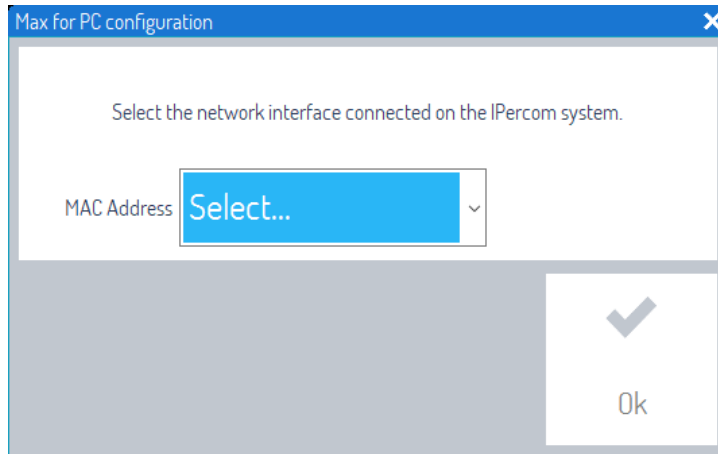 Max for PC configuration
Select the network interface connected on the IPercom system.
MAC Address Select...
Ok